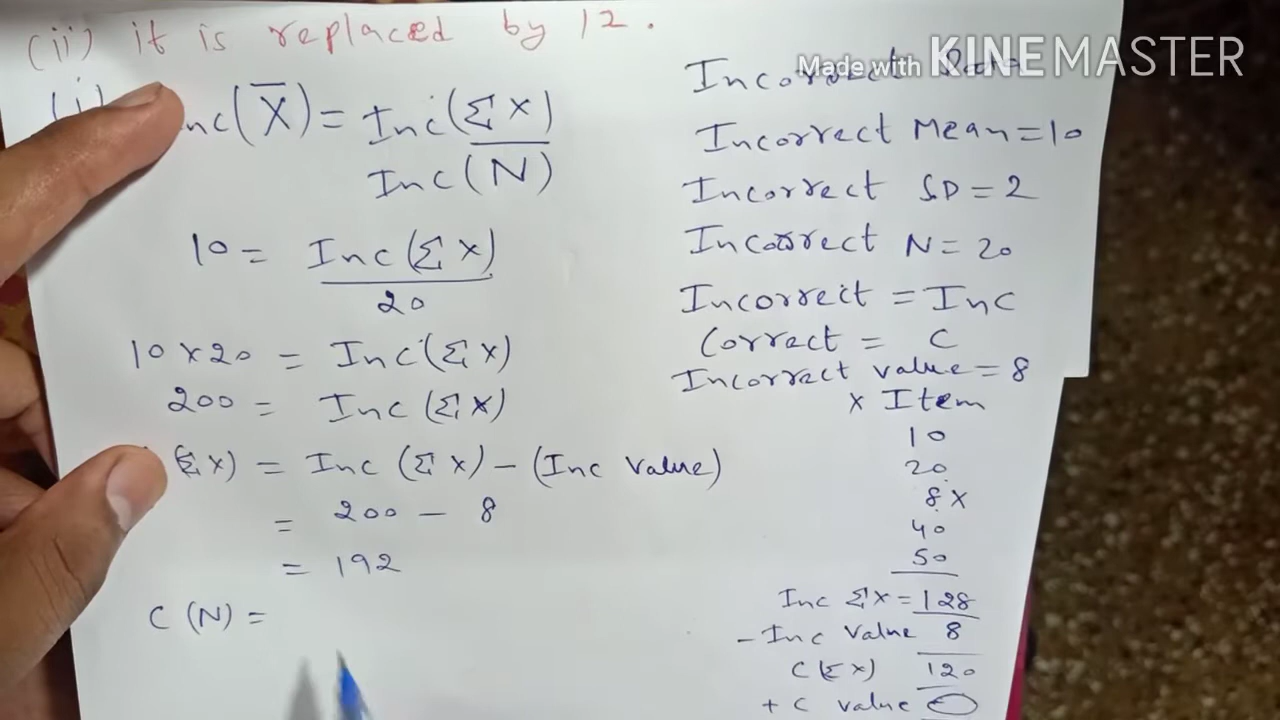 (ii) it is replaced by 12.
Made with KINEMASTER
(i) Inc(X̄) = Inc(Σx)
Inc(N)
10 = Inc(Σx)
20
10 x 20 = Inc(Σx)
200 = Inc(Σx)
(Σx) = Inc(Σx) - (Inc value)
= 200 - 8
= 192
C(N) =
Incorrect Data
Incorrect Mean = 10
Incorrect S.D = 2
Incorrect N = 20
Incorrect = Inc
Correct = C
Incorrect value = 8
x Item
10
20
8 x
40
50
Inc Σx = 128
- Inc value 8
C(Σx) 120
+ C value